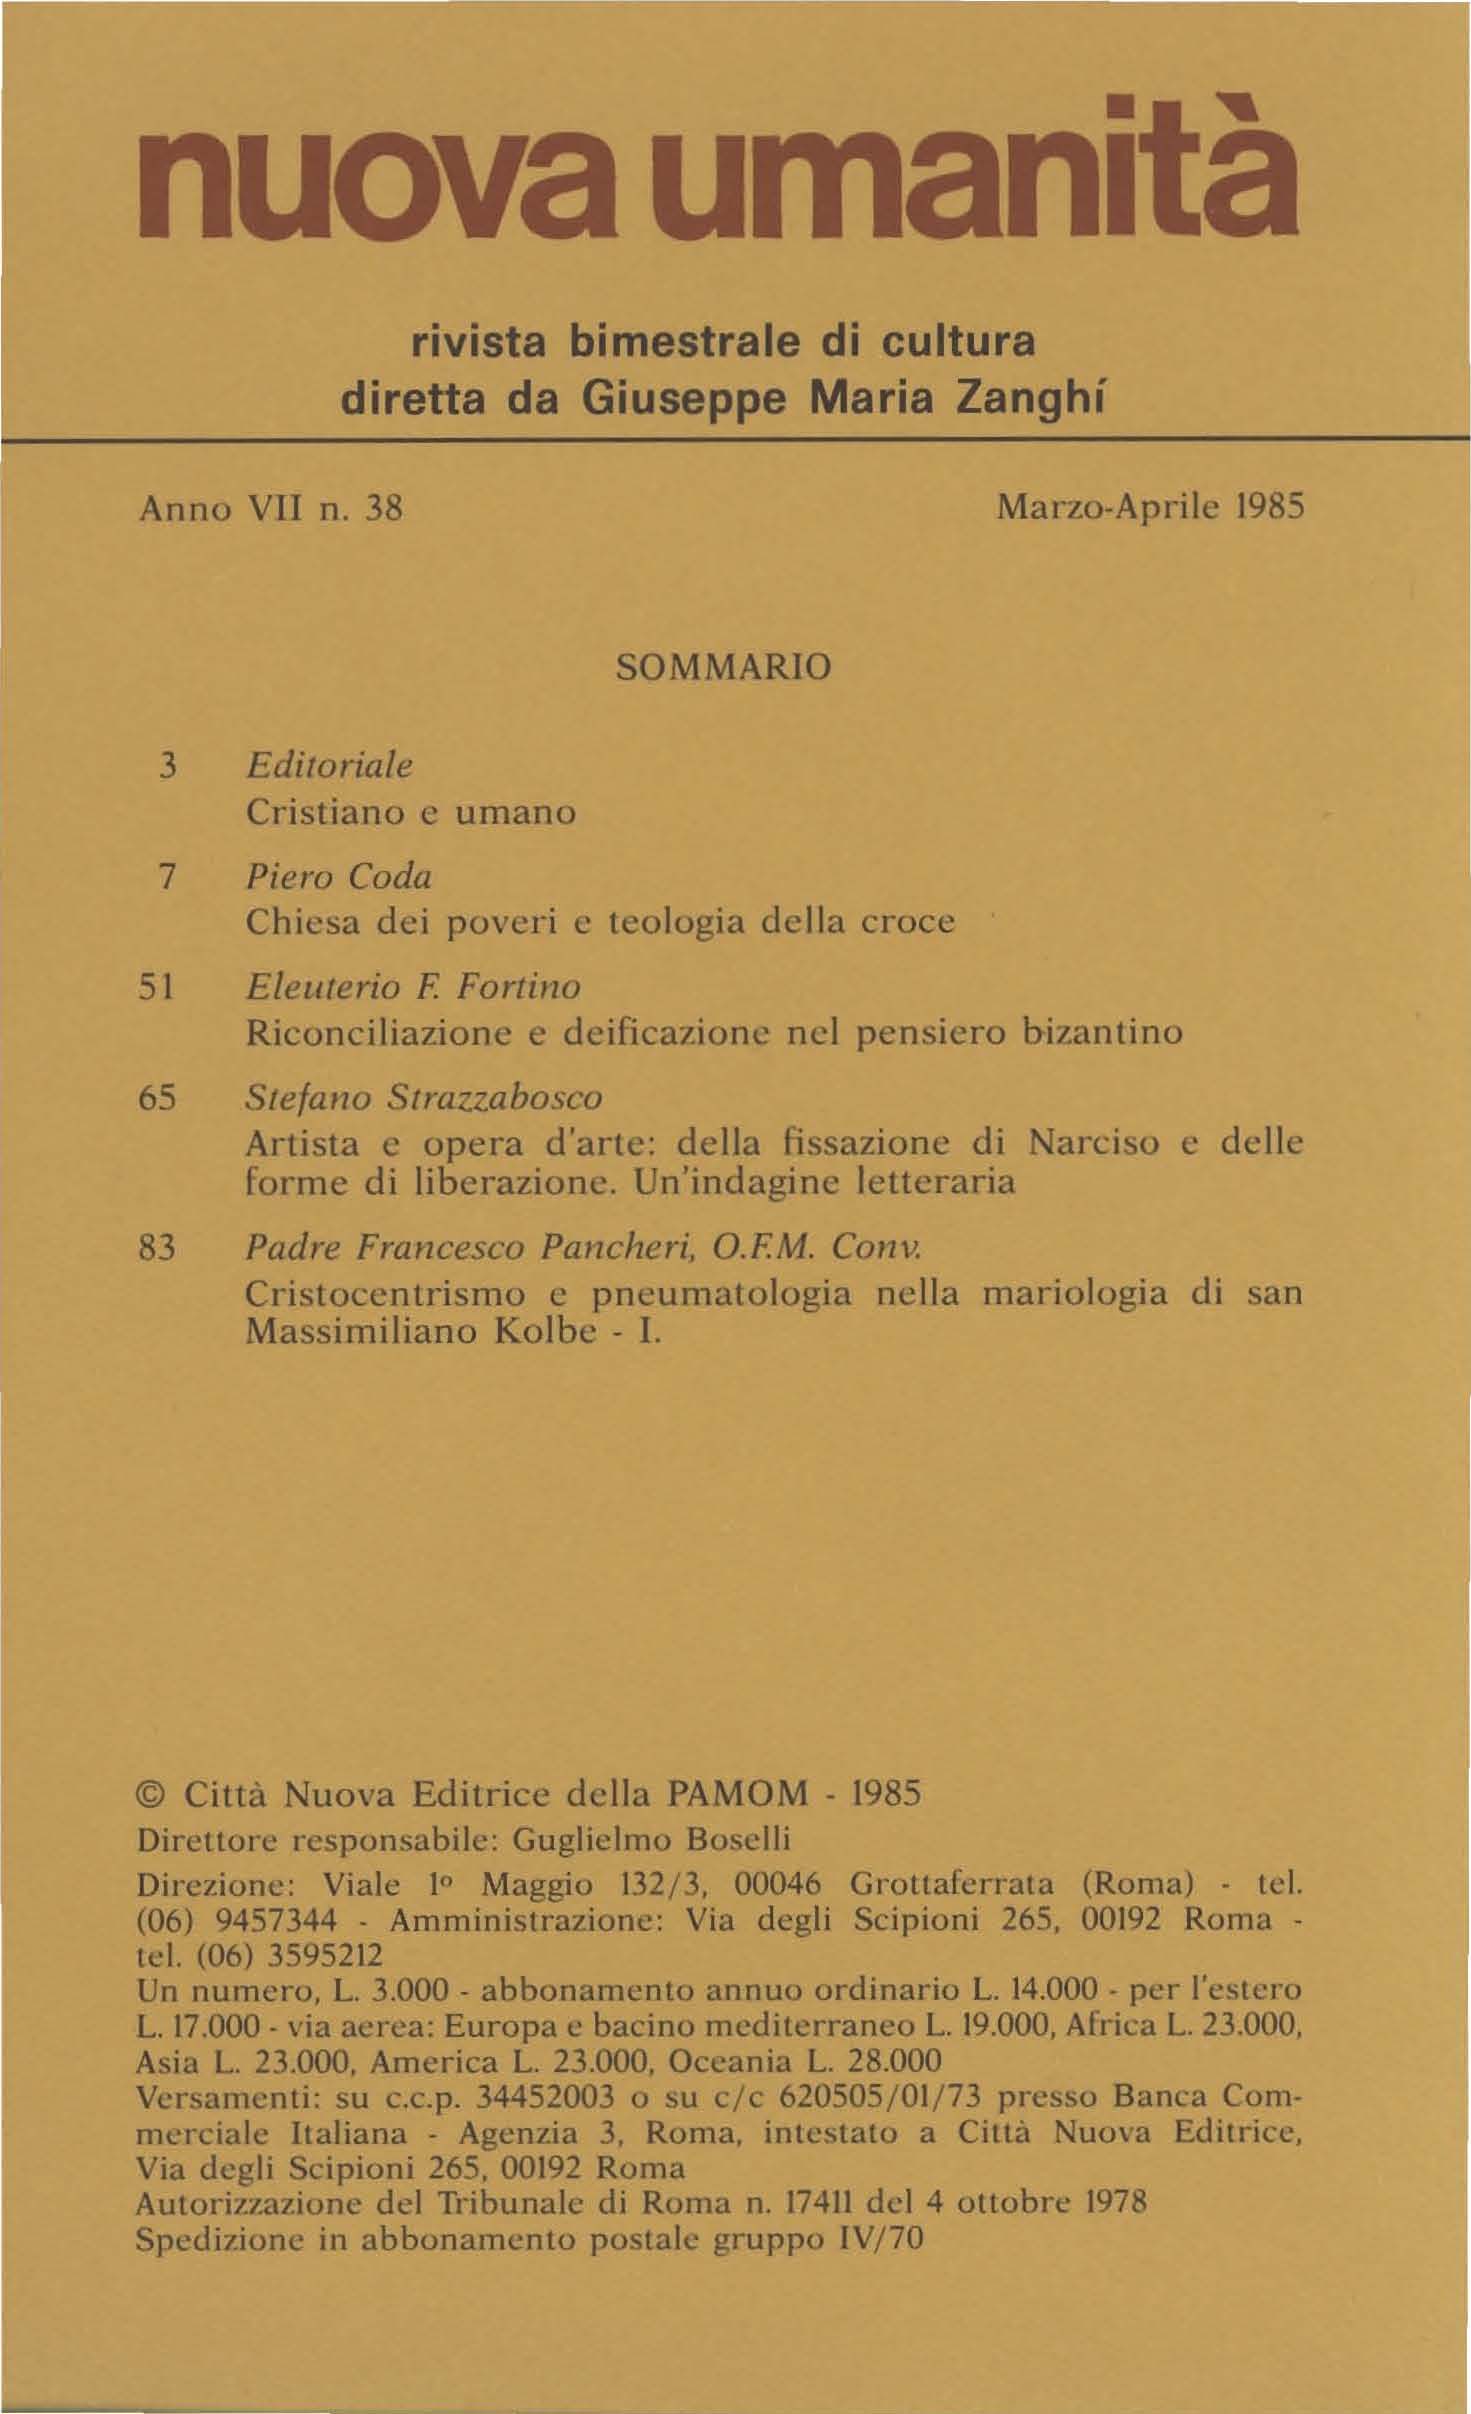 nuova umanità
rivista bimestrale di cultura
diretta da Giuseppe Maria Zanghí
Anno VII n. 38 Marzo-Aprile 1985
SOMMARIO
3 Editoriale
Cristiano e umano
7 Piero Coda
Chiesa dei poveri e teologia della croce
51 Eleuterio F. Fortino
Riconciliazione e deificazione nel pensiero bizantino
65 Stefano Strazzabosco
Artista e opera d'arte: della fissazione di Narciso e delle
forme di liberazione. Un'indagine letteraria
83 Padre Francesco Pancheri, O.F.M. Conv.
Cristocentrismo e pneumatologia nella mariologia di san
Massimiliano Kolbe - I.
© Città Nuova Editrice della PAMOM - 1985
Direttore responsabile: Guglielmo Boselli
Direzione: Viale 1º Maggio 132/3, 00046 Grottaferrata (Roma) - tel.
(06) 9457344 - Amministrazione: Via degli Scipioni 265, 00192 Roma -
tel. (06) 3595212
Un numero, L. 3.000 - abbonamento annuo ordinario L. 14.000 - per l'estero
L. 17.000 - via aerea: Europa e bacino mediterraneo L. 19.000, Africa L. 23.000,
Asia L. 23.000, America L. 23.000, Oceania L. 28.000
Versamenti: su c.c.p. 34452003 o su c/c 620505/01/73 presso Banca Com-
merciale Italiana - Agenzia 3, Roma, intestato a Città Nuova Editrice,
Via degli Scipioni 265, 00192 Roma
Autorizzazione del Tribunale di Roma n. 17411 del 4 ottobre 1978
Spedizione in abbonamento postale gruppo IV/70